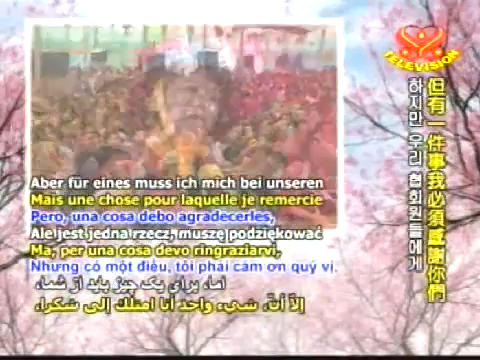 TELEVISION
但有一件事我必須感謝你們
하지만 우리 협회원들에게
Aber für eines muss ich mich bei unseren
Mais une chose pour laquelle je remercie
Pero, una cosa debo agradecerles,
Ale jest jedna rzecz, muszę podziękować
Ma, per una cosa devo ringraziarvi,
Nhưng có một điều, tôi phải cảm ơn quý vị.
اما، برای یک چیز باید از شما،
إلا أنّ، شيء واحد أنا أمتلك إلى شكرا،